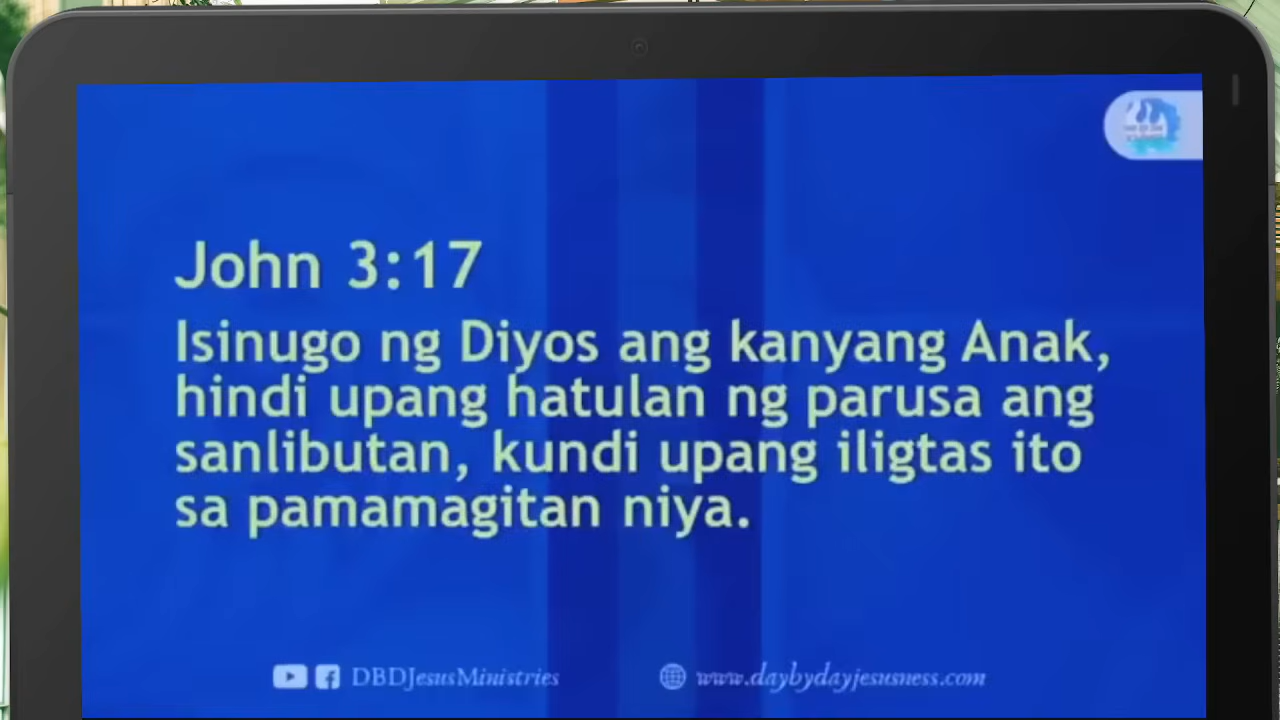 John 3:17
Isinugo ng Diyos ang kanyang Anak,
hindi upang hatulan ng parusa ang
sanlibutan, kundi upang iligtas ito
sa pamamagitan niya.
DBDJesusMinistries www.daybydayjesusness.com